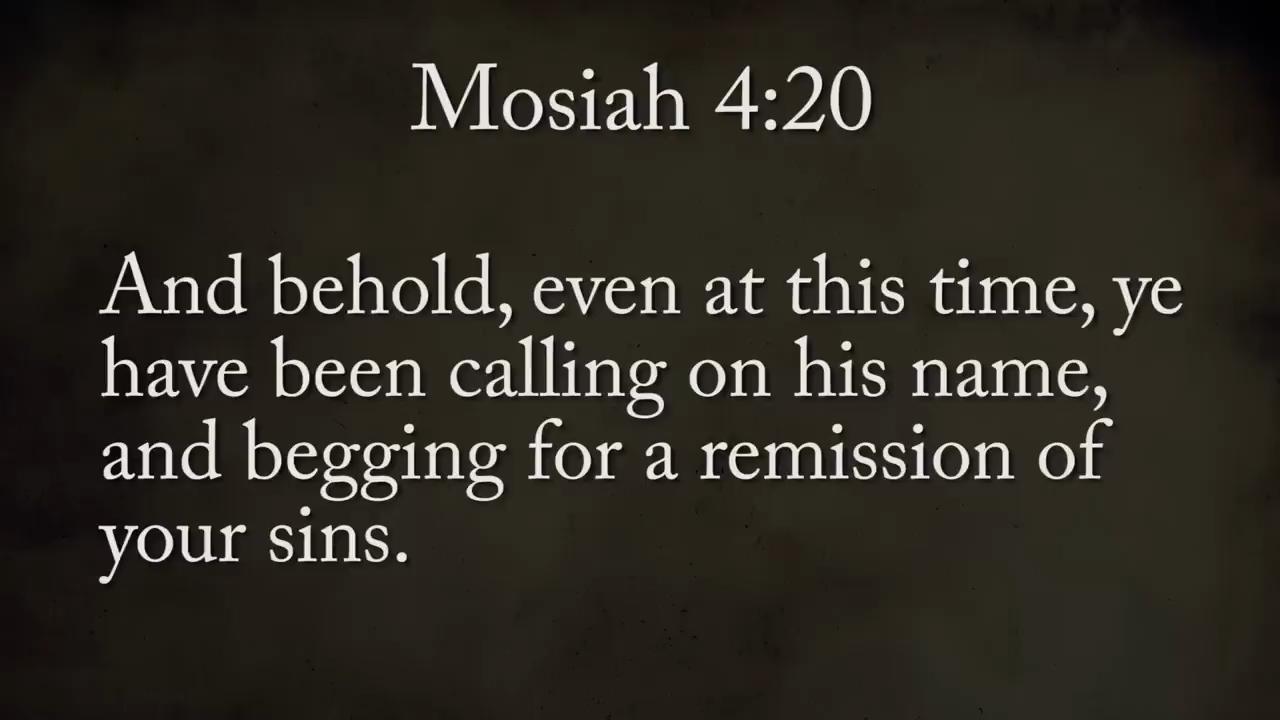 Mosiah 4:20
And behold, even at this time, ye
have been calling on his name,
and begging for a remission of
your sins.